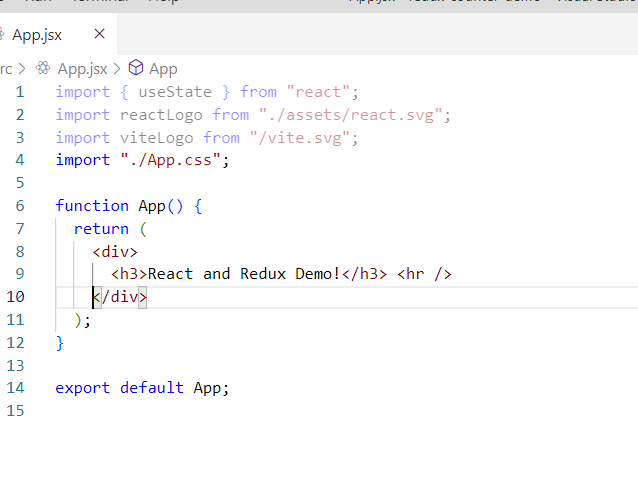 App.jsx
rc > App.jsx > App
1 import { useState } from "react";
2 import reactLogo from "./assets/react.svg";
3 import viteLogo from "/vite.svg";
4 import "./App.css";
5
6 function App() {
7 return (
8 <div>
9 <h3>React and Redux Demo!</h3> <hr />
10 </div>
11 );
12 }
13
14 export default App;
15